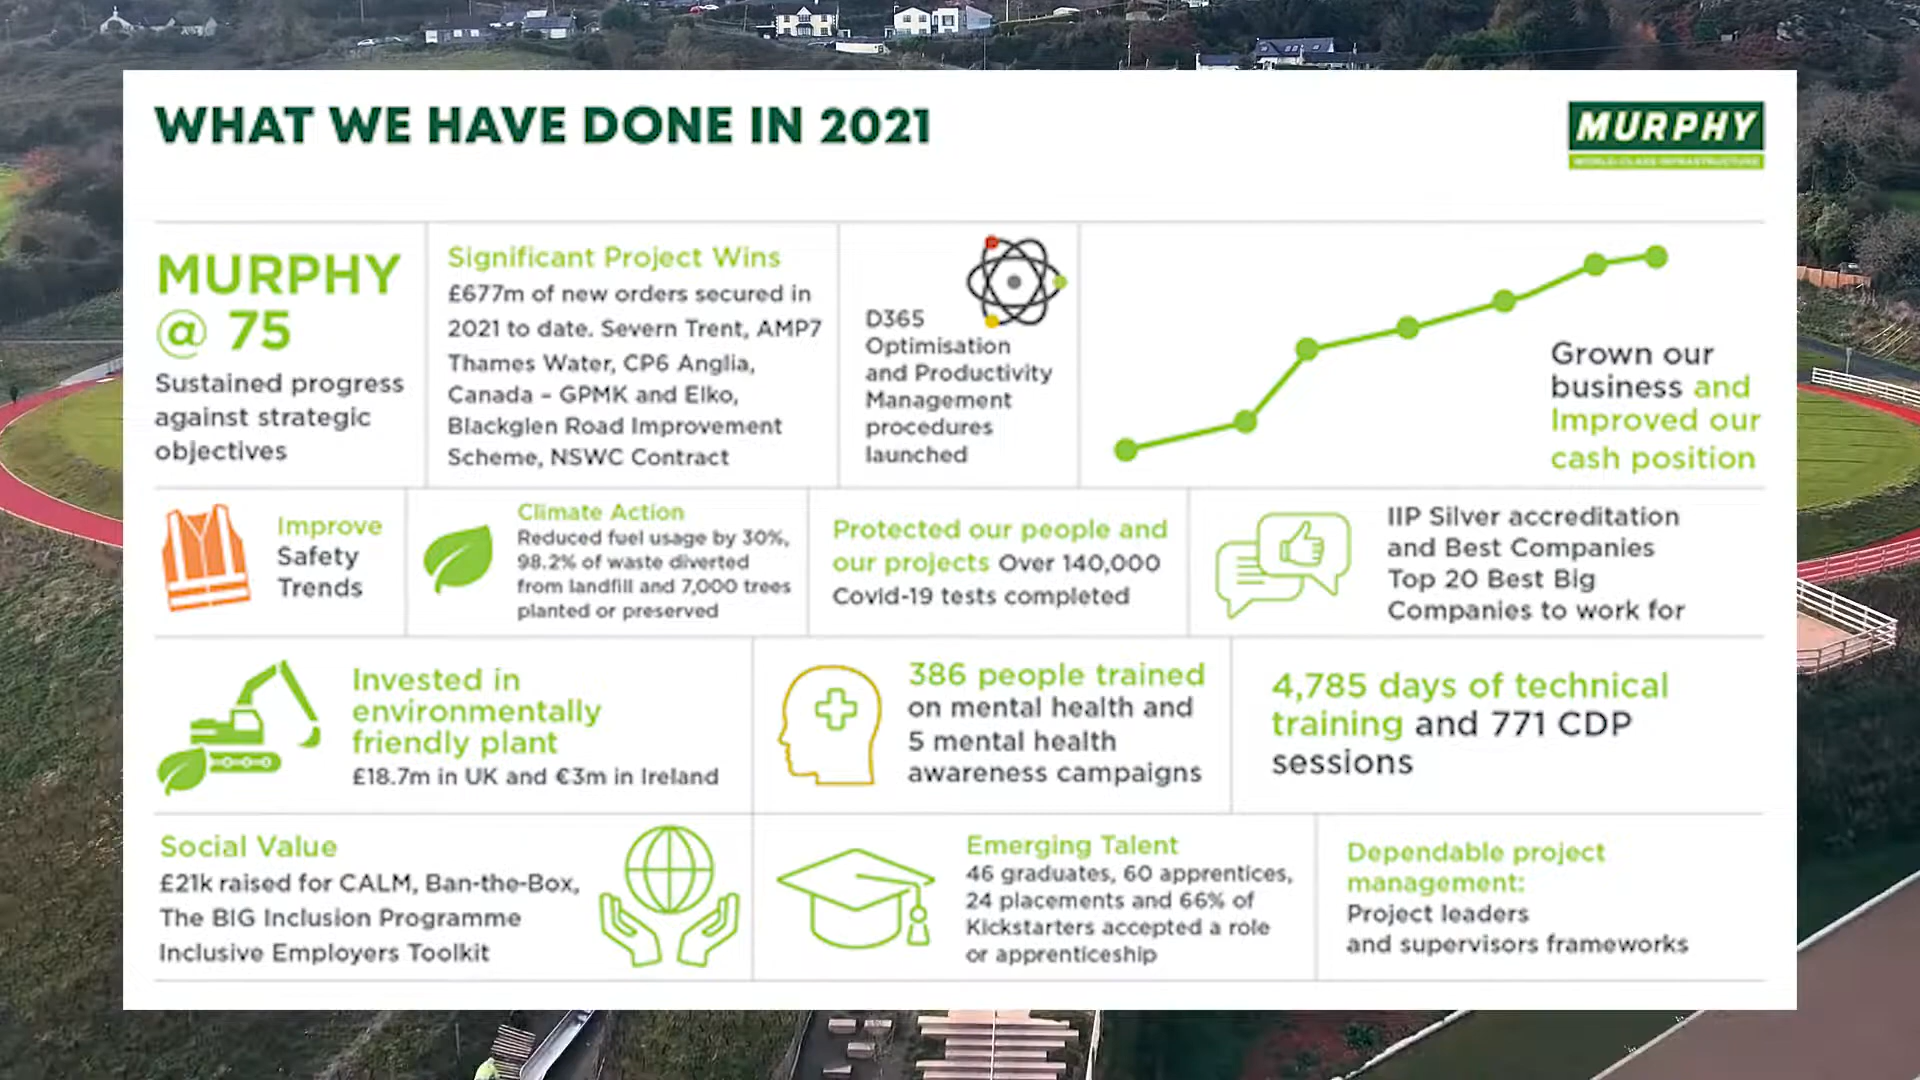 WHAT WE HAVE DONE IN 2021
MURPHY
WORLD-CLASS INFRASTRUCTURE
MURPHY
@ 75
Sustained progress
against strategic
objectives
Significant Project Wins
£677m of new orders secured in
2021 to date. Severn Trent, AMP7
Thames Water, CP6 Anglia,
Canada – GPMK and Elko,
Blackglen Road Improvement
Scheme, NSWC Contract
D365
Optimisation
and Productivity
Management
procedures
launched
Grown our
business and
Improved our
cash position
Improve
Safety
Trends
Climate Action
Reduced fuel usage by 30%,
98.2% of waste diverted
from landfill and 7,000 trees
planted or preserved
Protected our people and
our projects Over 140,000
Covid-19 tests completed
IIP Silver accreditation
and Best Companies
Top 20 Best Big
Companies to work for
Invested in
environmentally
friendly plant
£18.7m in UK and €3m in Ireland
386 people trained
on mental health and
5 mental health
awareness campaigns
4,785 days of technical
training and 771 CDP
sessions
Social Value
£21k raised for CALM, Ban-the-Box,
The BIG Inclusion Programme
Inclusive Employers Toolkit
Emerging Talent
46 graduates, 60 apprentices,
24 placements and 66% of
Kickstarters accepted a role
or apprenticeship
Dependable project
management:
Project leaders
and supervisors frameworks